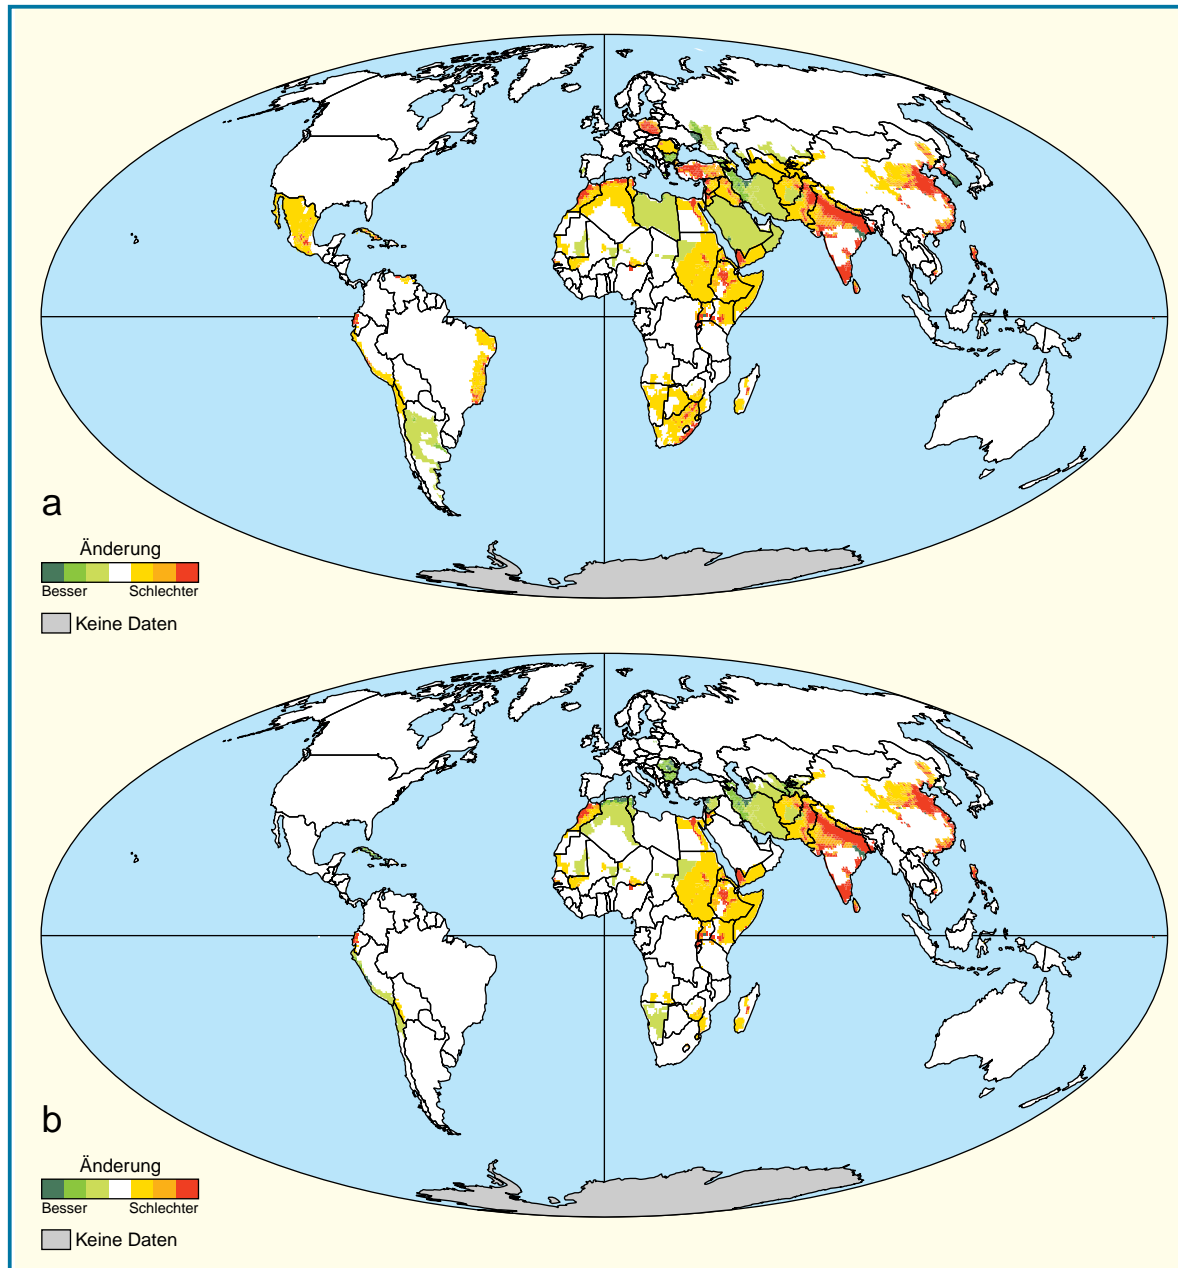 a
Änderung
Besser Schlechter
Keine Daten
b
Änderung
Besser Schlechter
Keine Daten